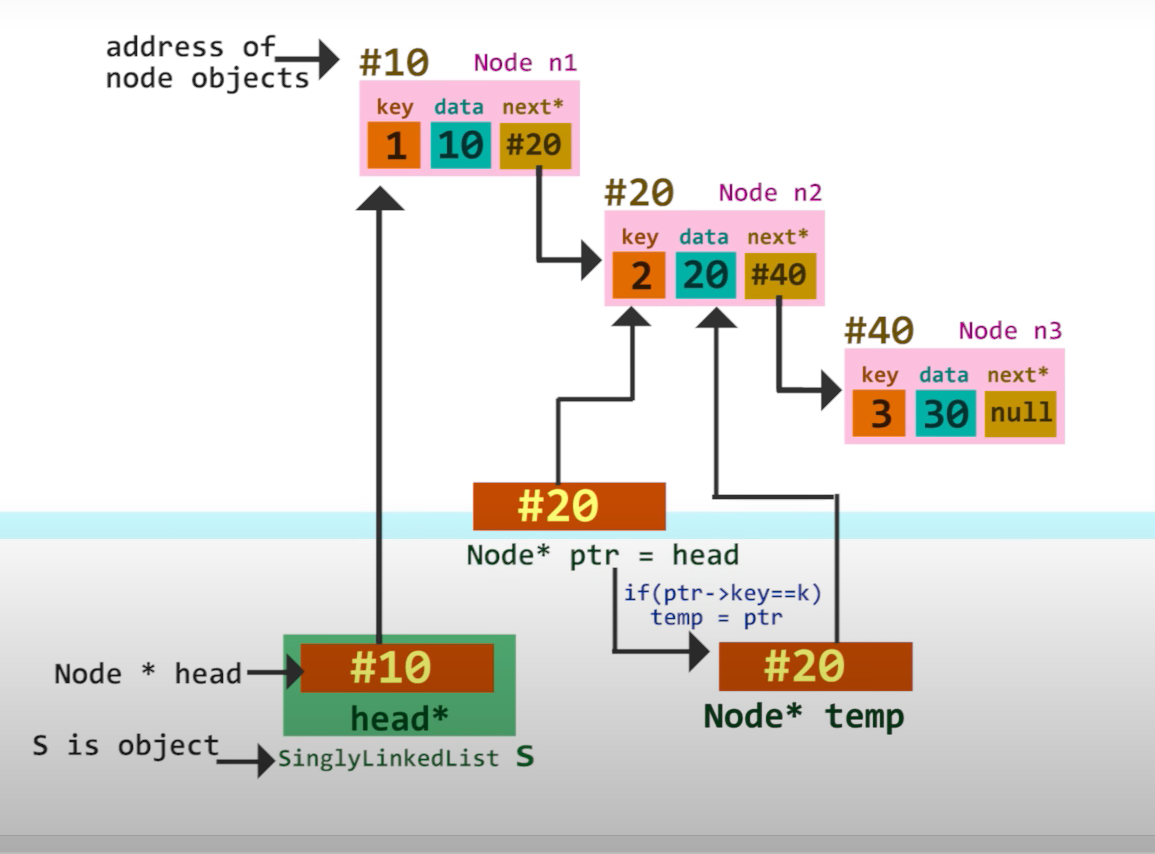 address of
node objects
#10 Node n1
key data next*
1 10 #20
#20 Node n2
key data next*
2 20 #40
#40 Node n3
key data next*
3 30 null
#20
Node* ptr = head
if(ptr->key==k)
temp = ptr
Node * head
#10
head*
#20
Node* temp
S is object
SinglyLinkedList S